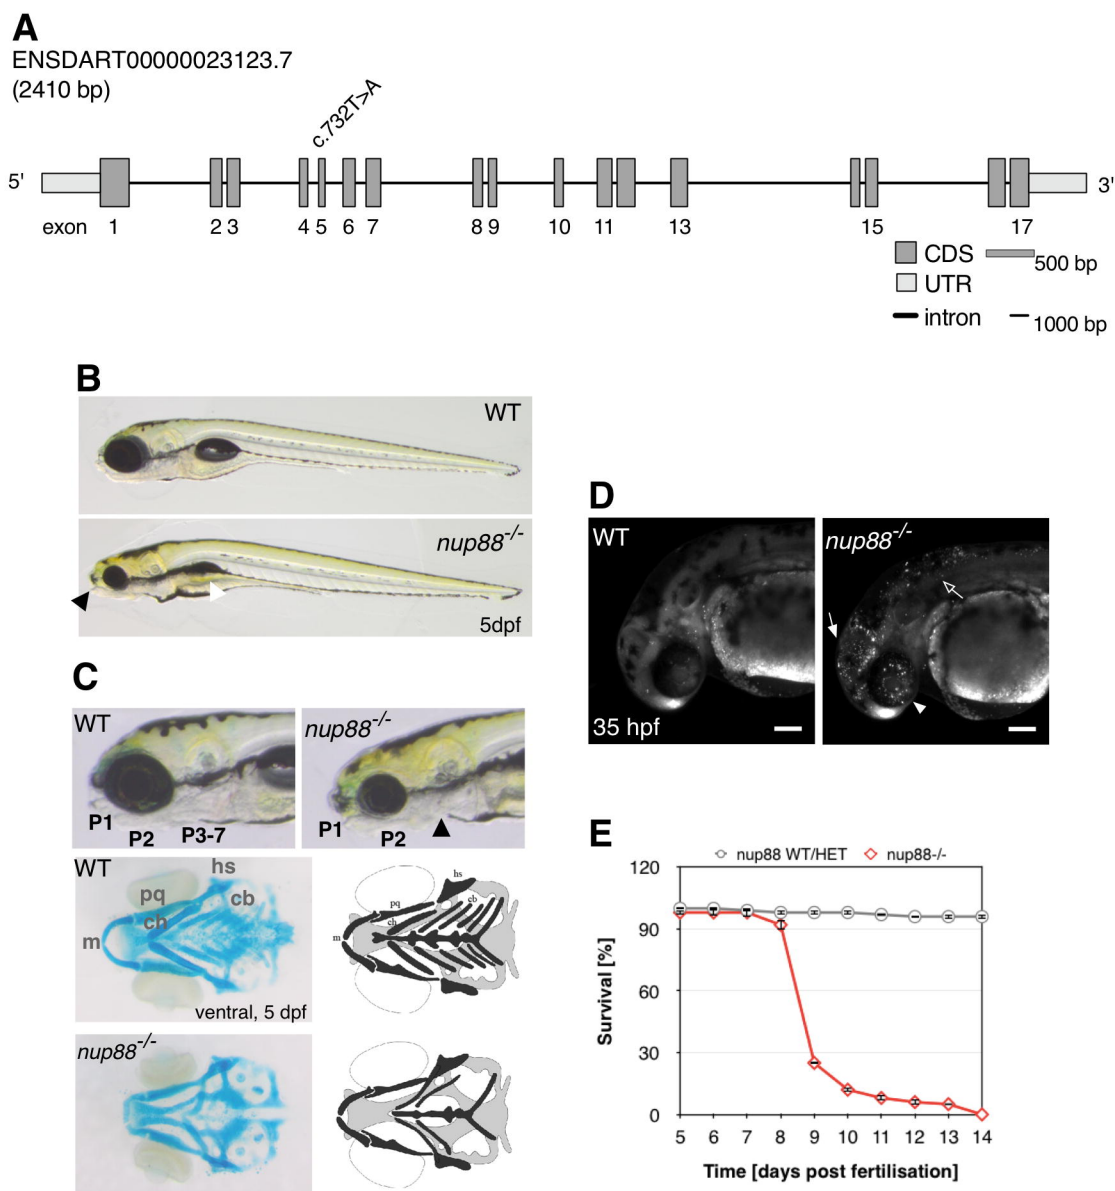 A
ENSDART00000023123.7
(2410 bp)
c.732T>A
5' 3'
exon 1 2 3 4 5 6 7 8 9 10 11 13 15 17
CDS 500 bp
UTR
intron 1000 bp
B
WT
nup88-/-
5dpf
C
WT
P1 P2 P3-7
nup88-/-
P1 P2
WT
hs
pq cb
ch
m
ventral, 5 dpf
hs
pq cb
ch
m
nup88-/-
D
WT
35 hpf
nup88-/-
E
nup88 WT/HET nup88-/-
120
90
60
30
0
Survival [%]
5 6 7 8 9 10 11 12 13 14
Time [days post fertilisation]